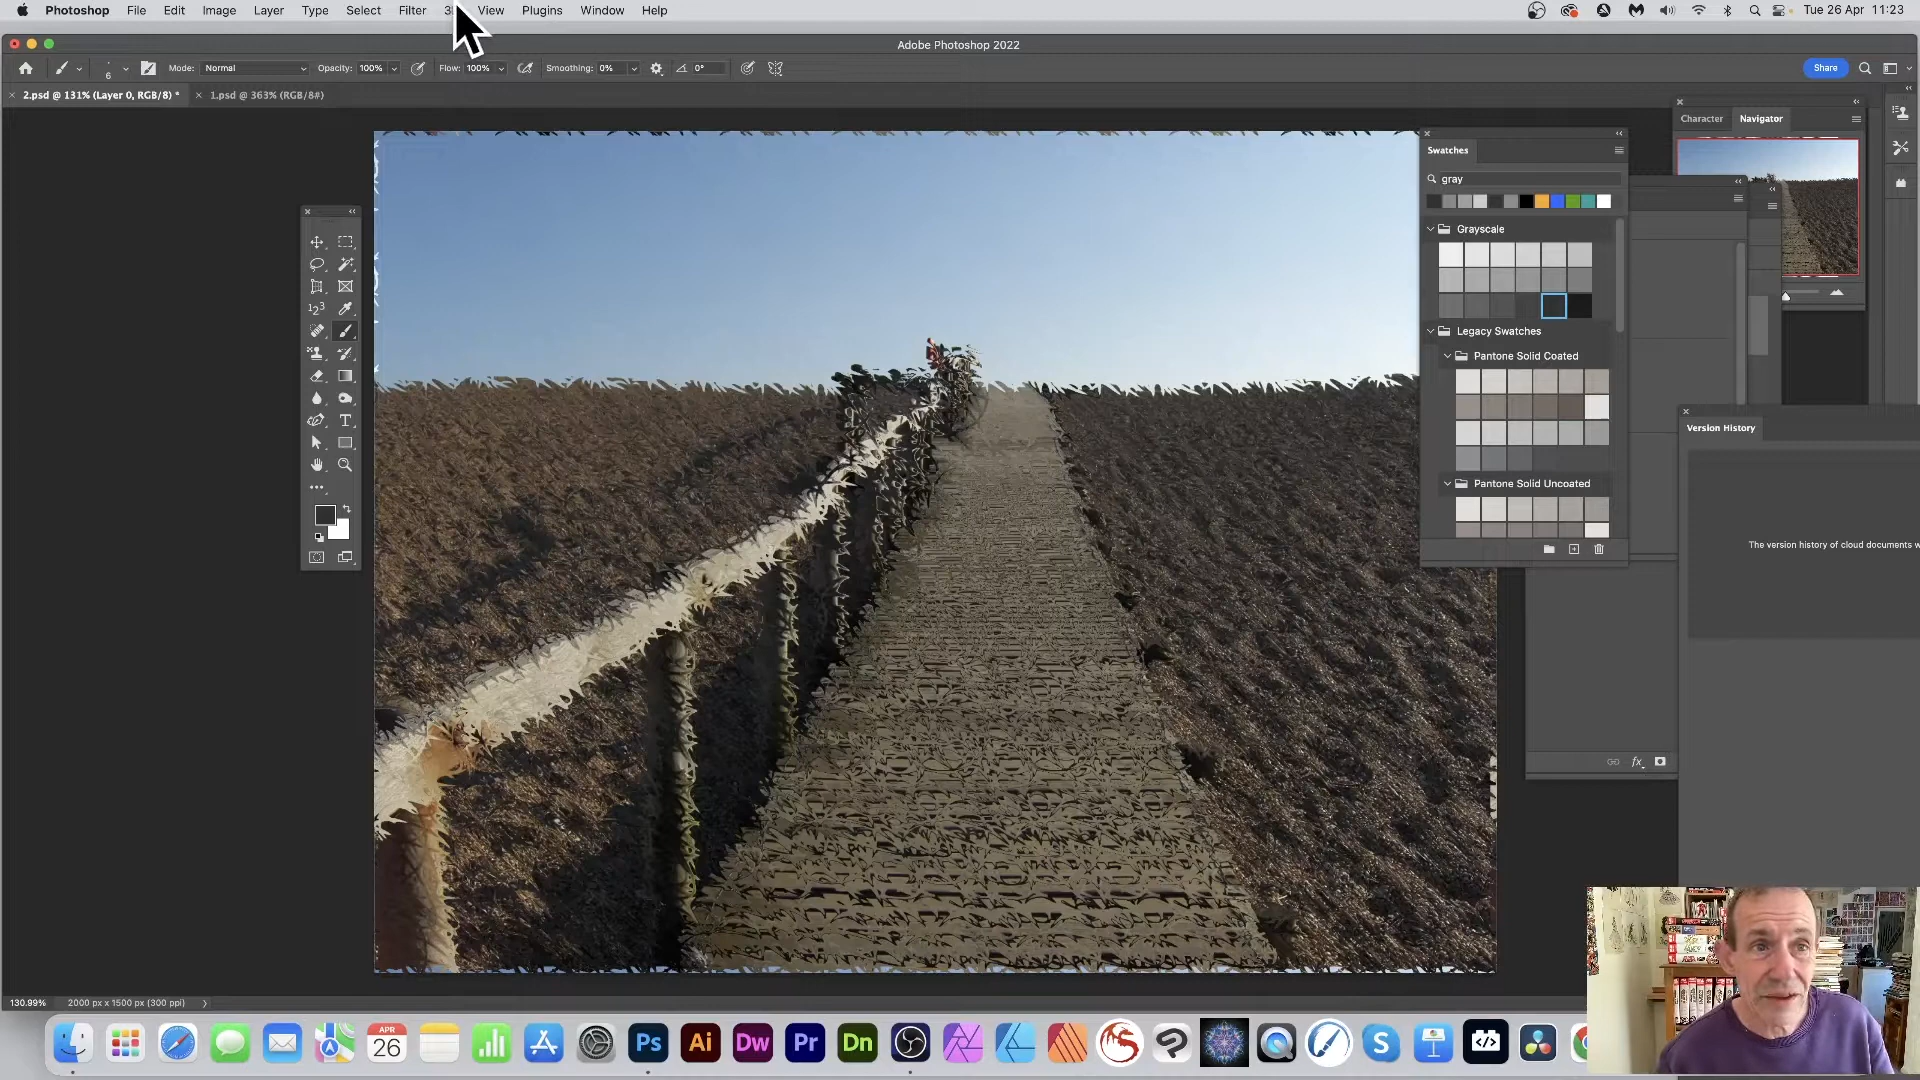 Photoshop File Edit Image Layer Type Select Filter View Plugins Window Help Tue 26 Apr 11:23
Adobe Photoshop 2022
6 Mode: Normal Opacity: 100% Flow: 100% Smoothing: 0% 0° Share
2.psd @ 131% (Layer 0, RGB/8) * 1.psd @ 363% (RGB/8#)
Character Navigator
Swatches
gray
Grayscale
Legacy Swatches
Pantone Solid Coated
Version History
Pantone Solid Uncoated
The version history of cloud documents w
fx
130.99% 2000 px x 1500 px (300 ppi)
APR
26
Ps Ai Dw Pr Dn